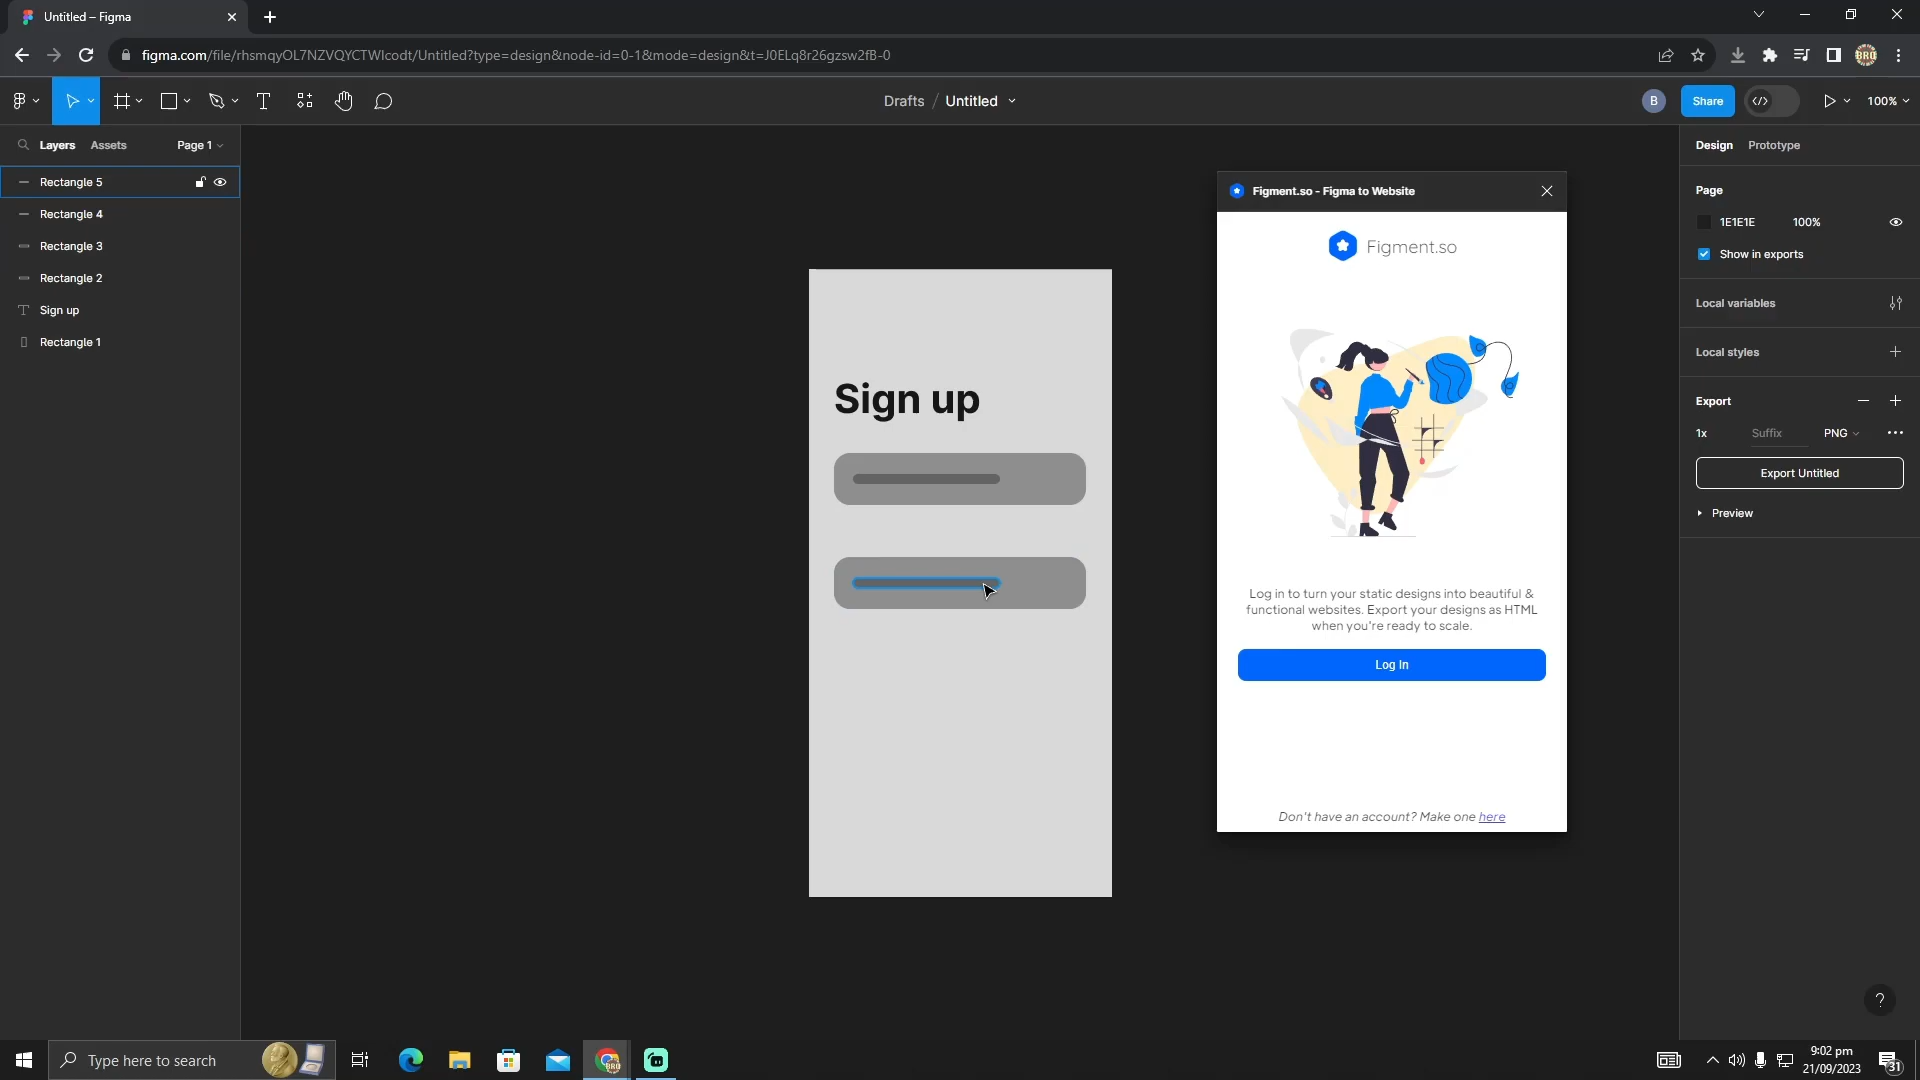 Untitled – Figma
figma.com/file/rhsmqyOL7NZVQYCTWIcodt/Untitled?type=design&node-id=0-1&mode=design&t=J0ELq8r26gzsw2fB-0
BRO
Drafts / Untitled
B
Share
100%
Layers
Assets
Page 1
Design
Prototype
Rectangle 5
Rectangle 4
Rectangle 3
Rectangle 2
Sign up
Rectangle 1
Sign up
Figment.so - Figma to Website
Figment.so
Log in to turn your static designs into beautiful &
functional websites. Export your designs as HTML
when you're ready to scale.
Log In
Don't have an account? Make one here
Page
1E1E1E
100%
Show in exports
Local variables
Local styles
Export
1x
Suffix
PNG
Export Untitled
Preview
?
Type here to search
BRO
9:02 pm
21/09/2023
31